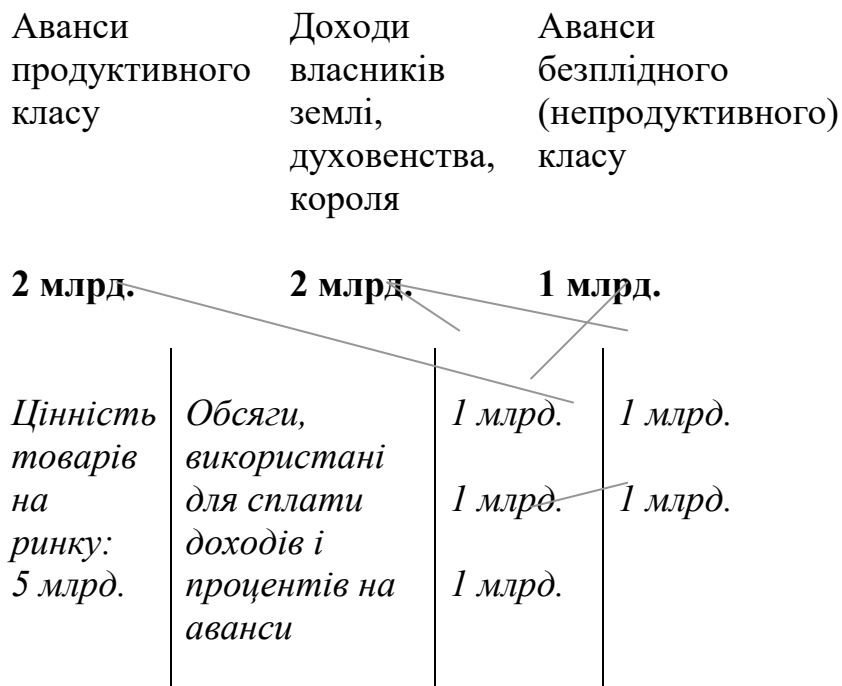 Аванси Доходи Аванси
продуктивного власників безплідного
класу землі, (непродуктивного)
духовенства, класу
короля
2 млрд. 2 млрд. 1 млрд.
Цінність Обсяги, 1 млрд. 1 млрд.
товарів використані
на для сплати 1 млрд. 1 млрд.
ринку: доходів і
5 млрд. процентів на 1 млрд.
аванси